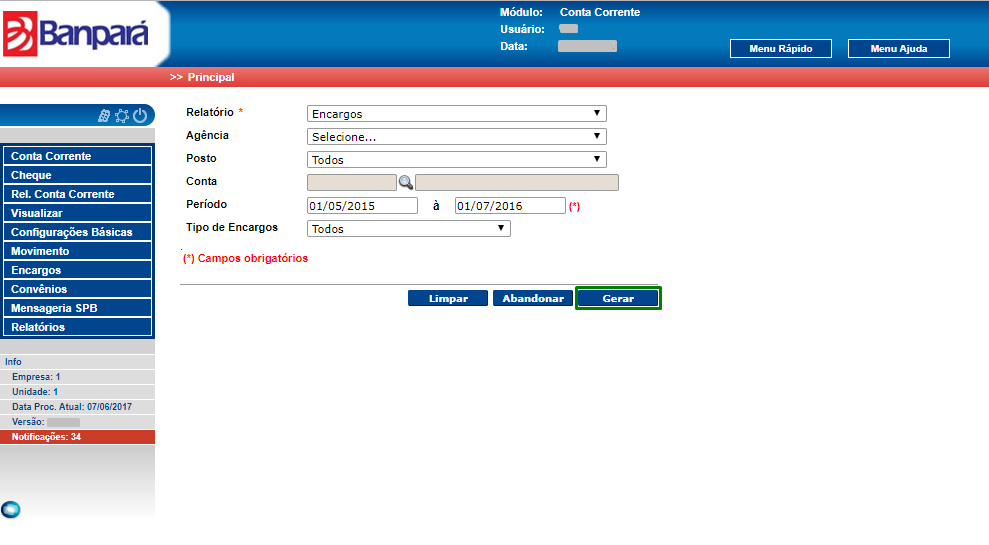 Banpará
Módulo: Conta Corrente
Usuário:
Data:
Menu Rápido
Menu Ajuda
>> Principal
Conta Corrente
Cheque
Rel. Conta Corrente
Visualizar
Configurações Básicas
Movimento
Encargos
Convênios
Mensageria SPB
Relatórios
Info
Empresa: 1
Unidade: 1
Data Proc. Atual: 07/06/2017
Versão:
Notificações: 34
Relatório * Encargos
Agência Selecione...
Posto Todos
Conta
Período 01/05/2015 à 01/07/2016 (*)
Tipo de Encargos Todos
(*) Campos obrigatórios
Limpar Abandonar Gerar